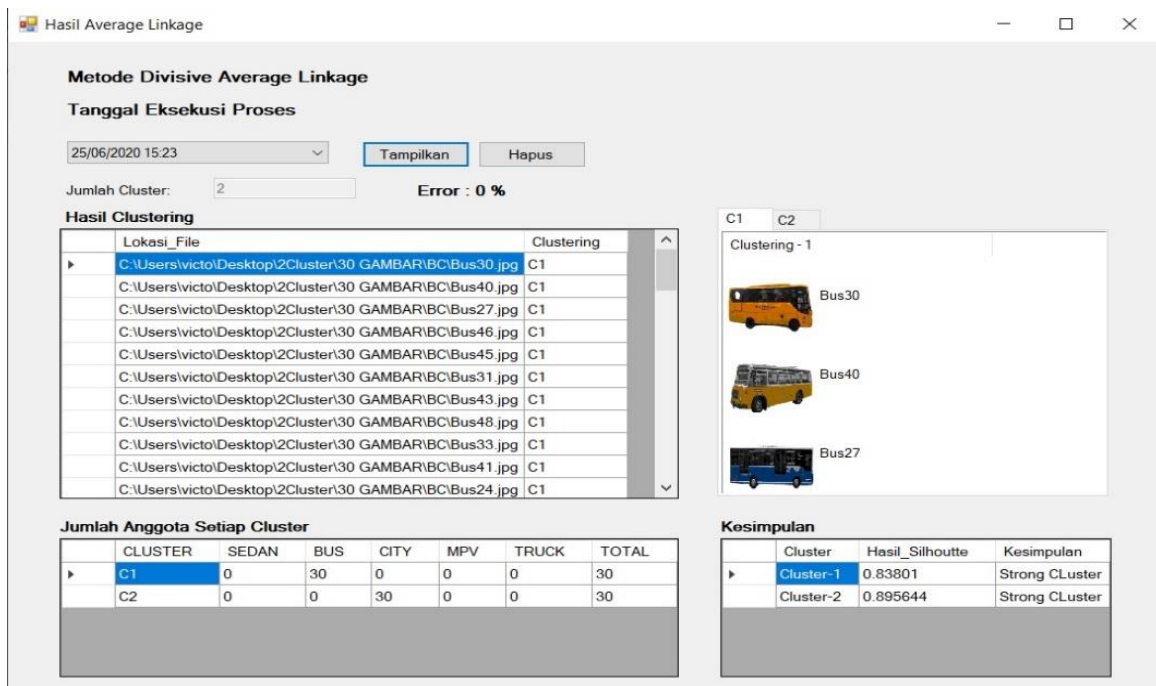 Hasil Average Linkage
Metode Divisive Average Linkage
Tanggal Eksekusi Proses
25/06/2020 15:23
Tampilkan
Hapus
Jumlah Cluster: 2 Error : 0 %
Hasil Clustering
Lokasi_File Clustering
C:\Users\victo\Desktop\2Cluster\30 GAMBAR\BC\Bus30.jpg C1
C:\Users\victo\Desktop\2Cluster\30 GAMBAR\BC\Bus40.jpg C1
C:\Users\victo\Desktop\2Cluster\30 GAMBAR\BC\Bus27.jpg C1
C:\Users\victo\Desktop\2Cluster\30 GAMBAR\BC\Bus46.jpg C1
C:\Users\victo\Desktop\2Cluster\30 GAMBAR\BC\Bus45.jpg C1
C:\Users\victo\Desktop\2Cluster\30 GAMBAR\BC\Bus31.jpg C1
C:\Users\victo\Desktop\2Cluster\30 GAMBAR\BC\Bus43.jpg C1
C:\Users\victo\Desktop\2Cluster\30 GAMBAR\BC\Bus48.jpg C1
C:\Users\victo\Desktop\2Cluster\30 GAMBAR\BC\Bus33.jpg C1
C:\Users\victo\Desktop\2Cluster\30 GAMBAR\BC\Bus41.jpg C1
C:\Users\victo\Desktop\2Cluster\30 GAMBAR\BC\Bus24.jpg C1
C1 C2
Clustering - 1
Bus30
Bus40
Bus27
Jumlah Anggota Setiap Cluster
CLUSTER SEDAN BUS CITY MPV TRUCK TOTAL
C1 0 30 0 0 0 30
C2 0 0 30 0 0 30
Kesimpulan
Cluster Hasil_Silhoutte Kesimpulan
Cluster-1 0.83801 Strong CLuster
Cluster-2 0.895644 Strong CLuster